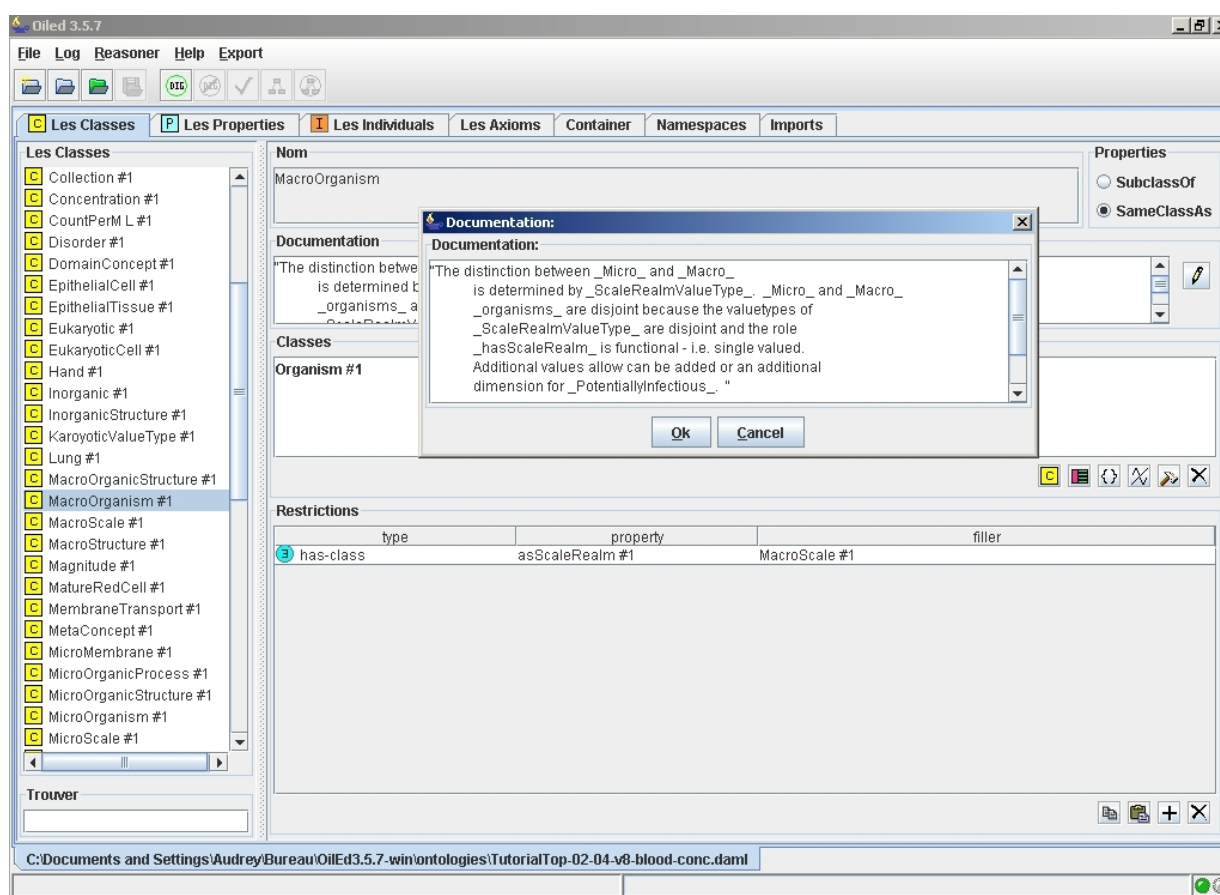 Oiled 3.5.7
File Log Reasoner Help Export
DIG
C Les Classes P Les Properties I Les Individuals Les Axioms Container Namespaces Imports
Les Classes
C Collection #1
C Concentration #1
C CountPerM L #1
C Disorder #1
C DomainConcept #1
C EpithelialCell #1
C EpithelialTissue #1
C Eukaryotic #1
C EukaryoticCell #1
C Hand #1
C Inorganic #1
C InorganicStructure #1
C KaroyoticValueType #1
C Lung #1
C MacroOrganicStructure #1
C MacroOrganism #1
C MacroScale #1
C MacroStructure #1
C Magnitude #1
C MatureRedCell #1
C MembraneTransport #1
C MetaConcept #1
C MicroMembrane #1
C MicroOrganicProcess #1
C MicroOrganicStructure #1
C MicroOrganism #1
C MicroScale #1
Trouver
Nom
MacroOrganism
Properties
SubclassOf
SameClassAs
Documentation
"The distinction betwe
is determined b
_organisms_ a
Documentation:
Documentation:
"The distinction between _Micro_ and _Macro_
is determined by _ScaleRealmValueType_. _Micro_ and _Macro_
_organisms_ are disjoint because the valuetypes of
_ScaleRealmValueType_ are disjoint and the role
_hasScaleRealm_ is functional - i.e. single valued.
Additional values allow can be added or an additional
dimension for _PotentiallyInfectious_. "
Ok Cancel
Classes
Organism #1
C {}
Restrictions
type property filler
has-class asScaleRealm #1 MacroScale #1
C:\Documents and Settings\Audrey\Bureau\OilEd3.5.7-win\ontologies\TutorialTop-02-04-v8-blood-conc.daml